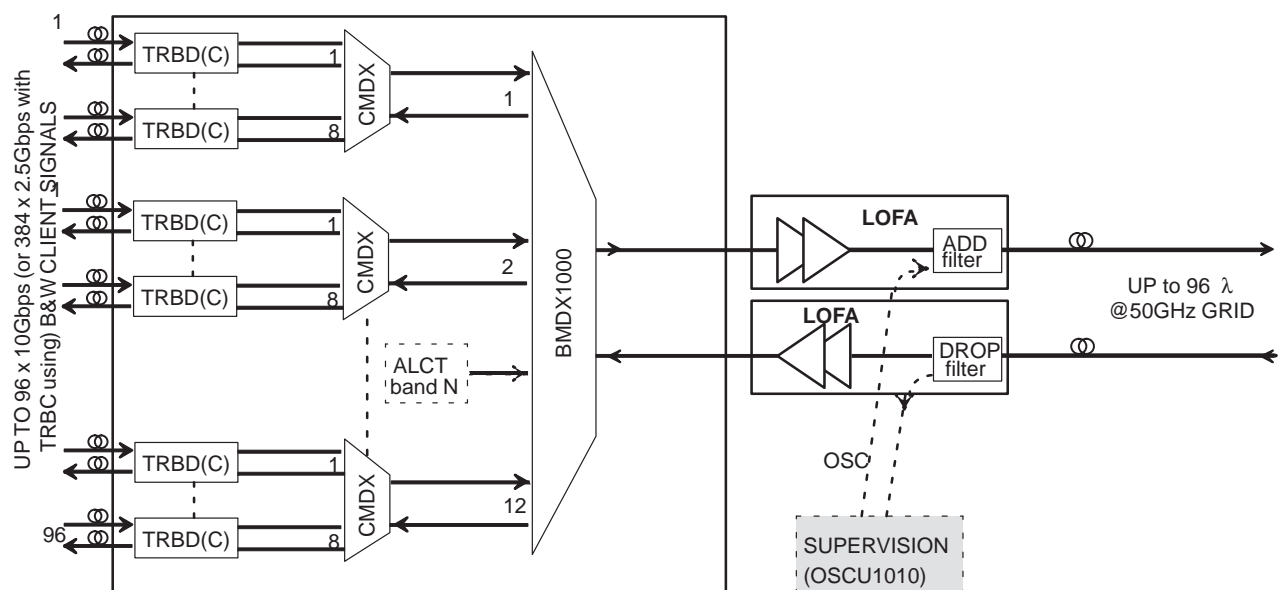 UP TO 96 x 10Gbps (or 384 x 2.5Gbps with
TRBC using) B&W CLIENT SIGNALS
1
TRBD(C)
1
TRBD(C)
8
CMDX
1
1
TRBD(C)
1
TRBD(C)
8
CMDX
2
ALCT
band N
TRBD(C)
1
96
TRBD(C)
8
CMDX
12
BMDX1000
LOFA
ADD
filter
LOFA
DROP
filter
UP to 96 λ
@50GHz GRID
OSC
SUPERVISION
(OSCU1010)